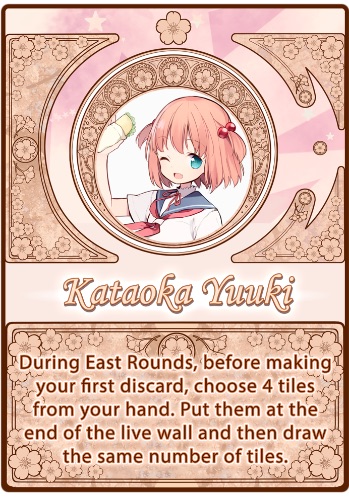 Kataoka Yuuki
During East Rounds, before making
your first discard, choose 4 tiles
from your hand. Put them at the
end of the live wall and then draw
the same number of tiles.